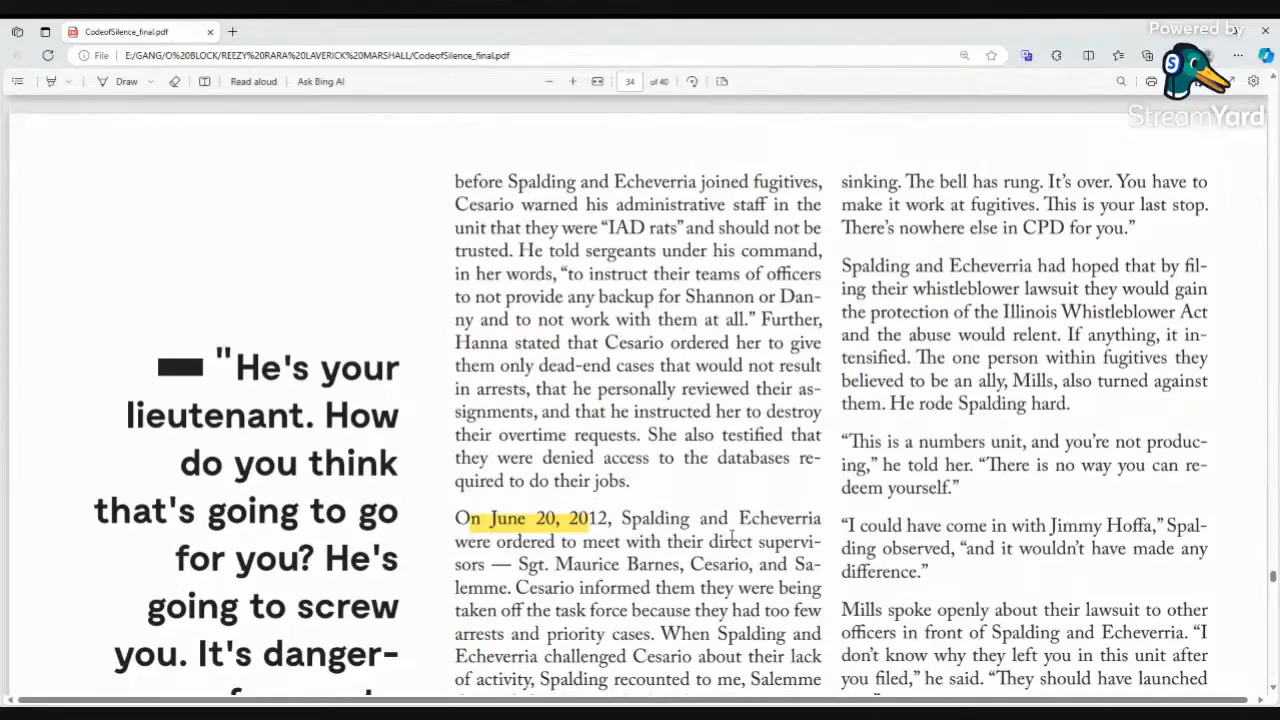 CodeofSilence_final.pdf
Powered by
File
E:/GANG/O%20BLOCK/REEZY%20RARA%20LAVERICK%20MARSHALL/CodeofSilence_final.pdf
Draw
Read aloud
Ask Bing AI
34
of 40
StreamYard
"He's your
lieutenant. How
do you think
that's going to go
for you? He's
going to screw
you. It's danger-
before Spalding and Echeverria joined fugitives,
Cesario warned his administrative staff in the
unit that they were “IAD rats” and should not be
trusted. He told sergeants under his command,
in her words, “to instruct their teams of officers
to not provide any backup for Shannon or Dan-
ny and to not work with them at all.” Further,
Hanna stated that Cesario ordered her to give
them only dead-end cases that would not result
in arrests, that he personally reviewed their as-
signments, and that he instructed her to destroy
their overtime requests. She also testified that
they were denied access to the databases re-
quired to do their jobs.
On June 20, 2012, Spalding and Echeverria
were ordered to meet with their direct supervi-
sors — Sgt. Maurice Barnes, Cesario, and Sa-
lemme. Cesario informed them they were being
taken off the task force because they had too few
arrests and priority cases. When Spalding and
Echeverria challenged Cesario about their lack
of activity, Spalding recounted to me, Salemme
sinking. The bell has rung. It’s over. You have to
make it work at fugitives. This is your last stop.
There’s nowhere else in CPD for you.”
Spalding and Echeverria had hoped that by fil-
ing their whistleblower lawsuit they would gain
the protection of the Illinois Whistleblower Act
and the abuse would relent. If anything, it in-
tensified. The one person within fugitives they
believed to be an ally, Mills, also turned against
them. He rode Spalding hard.
“This is a numbers unit, and you’re not produc-
ing,” he told her. “There is no way you can re-
deem yourself.”
“I could have come in with Jimmy Hoffa,” Spal-
ding observed, “and it wouldn’t have made any
difference.”
Mills spoke openly about their lawsuit to other
officers in front of Spalding and Echeverria. “I
don’t know why they left you in this unit after
you filed,” he said. “They should have launched